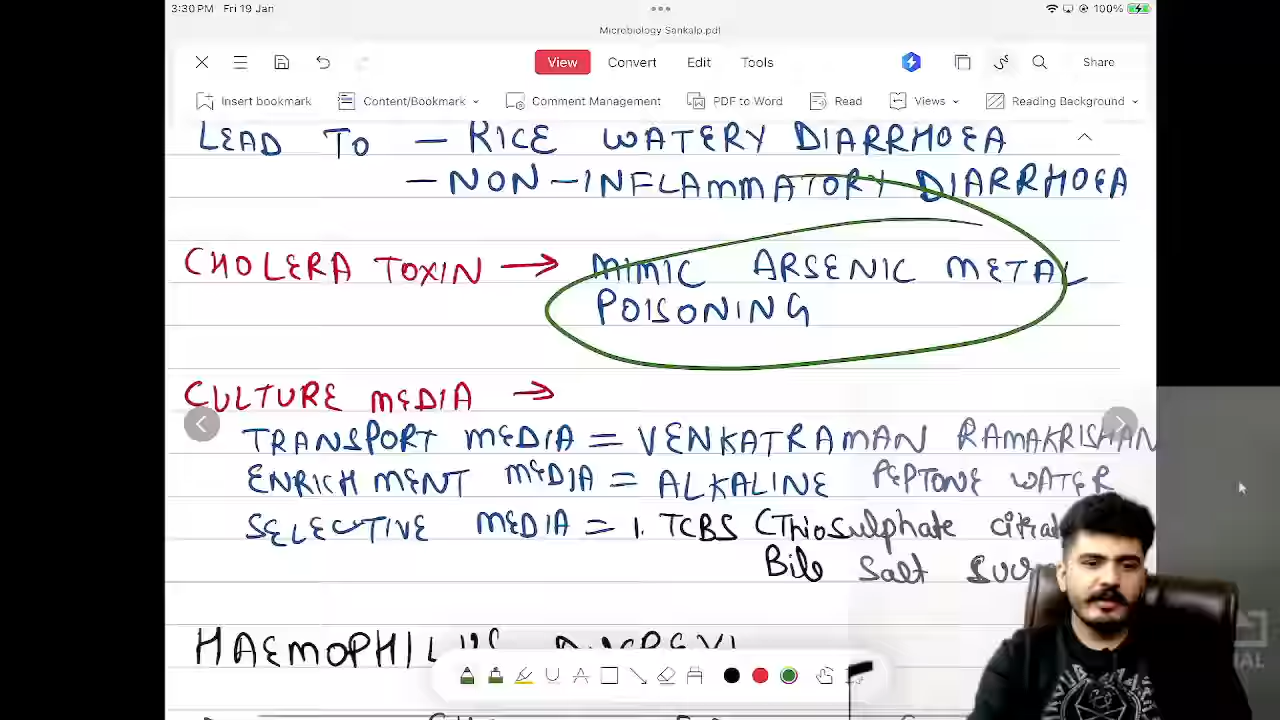 3:30 PM Fri 19 Jan
100%
Microbiology Sankalp.pdf
View Convert Edit Tools Share
Insert bookmark Content/Bookmark Comment Management PDF to Word Read Views Reading Background
LEAD TO — RICE WATERY DIARRHOEA
— NON-INFLAMMATORY DIARRHOEA
CHOLERA TOXIN → MIMIC ARSENIC METAL
POISONING
CULTURE MEDIA →
TRANSPORT MEDIA = VENKATRAMAN RAMAKRISHAN
ENRICHMENT MEDIA = ALKALINE PEPTONE WATER
SELECTIVE MEDIA = 1. TCBS (Thiosulphate
Bile Salt